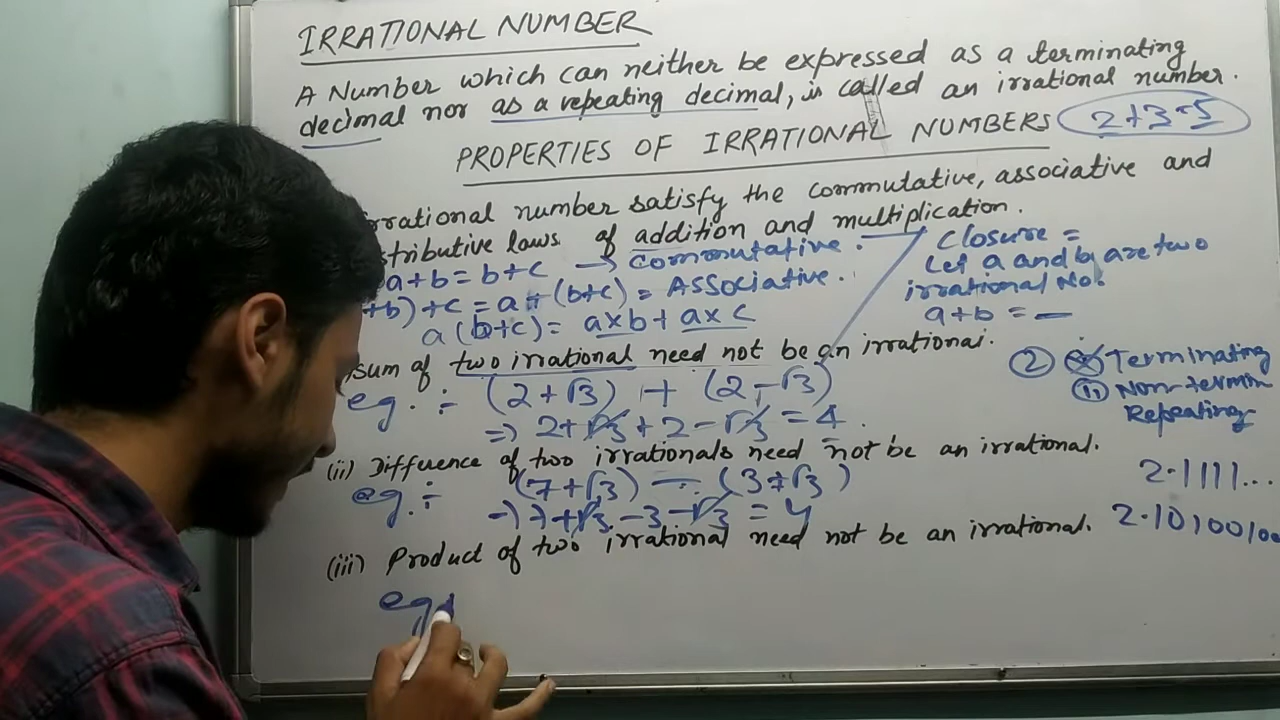 IRRATIONAL NUMBER
A Number which can neither be expressed as a terminating
decimal nor as a repeating decimal, is called an irrational number.
PROPERTIES OF IRRATIONAL NUMBERS
2+3=5
rrational number satisfy the commutative, associative and
stributive laws of addition and multiplication.
a+b = b+c → commutative.
+b)+c = a+(b+c) = Associative.
a(b+c) = axb + axc
Closure =
Let a and b are two
irrational No.
a+b = —
sum of two irrational need not be an irrational.
eg. ÷ (2+√3) + (2-√3)
⇒ 2+√3+2-√3 = 4.
② Terminating
(ii) Non-termin
Repeating
(ii) Difference of two irrationals need not be an irrational.
eg. ÷ (7+√3) - (3+√3)
⇒ 7+√3-3-√3 = 4
2.1111...
2.1010010
(iii) Product of two irrational need not be an irrational.
eg